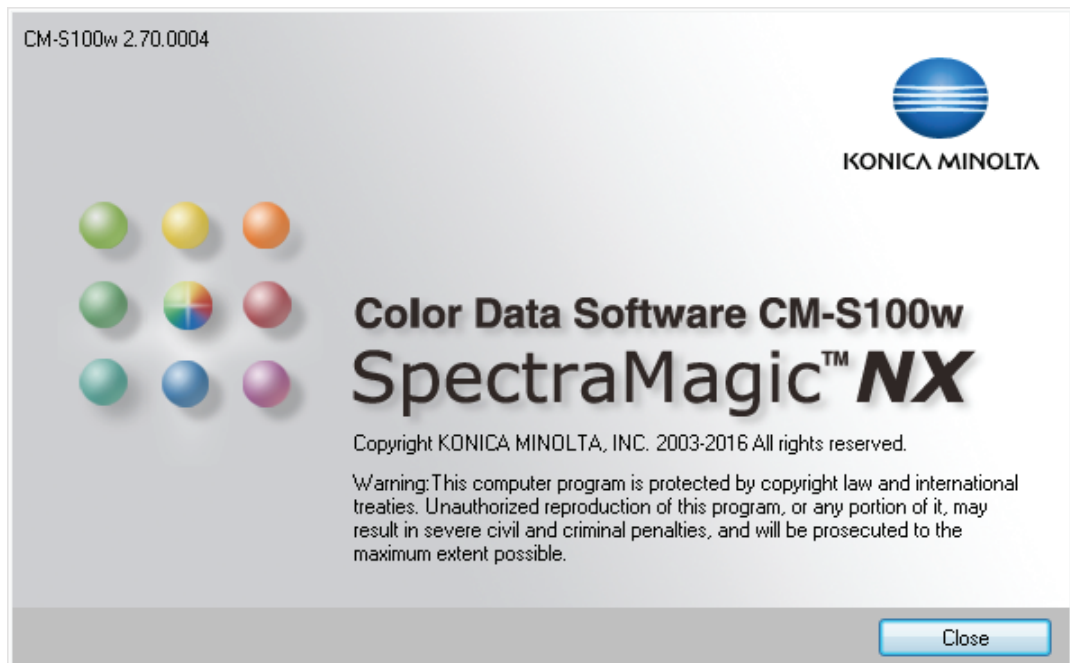 CM-S100w 2.70.0004
KONICA MINOLTA
Color Data Software CM-S100w
SpectraMagic™ NX
Copyright KONICA MINOLTA, INC. 2003-2016 All rights reserved.
Warning:This computer program is protected by copyright law and international
treaties. Unauthorized reproduction of this program, or any portion of it, may
result in severe civil and criminal penalties, and will be prosecuted to the
maximum extent possible.
Close